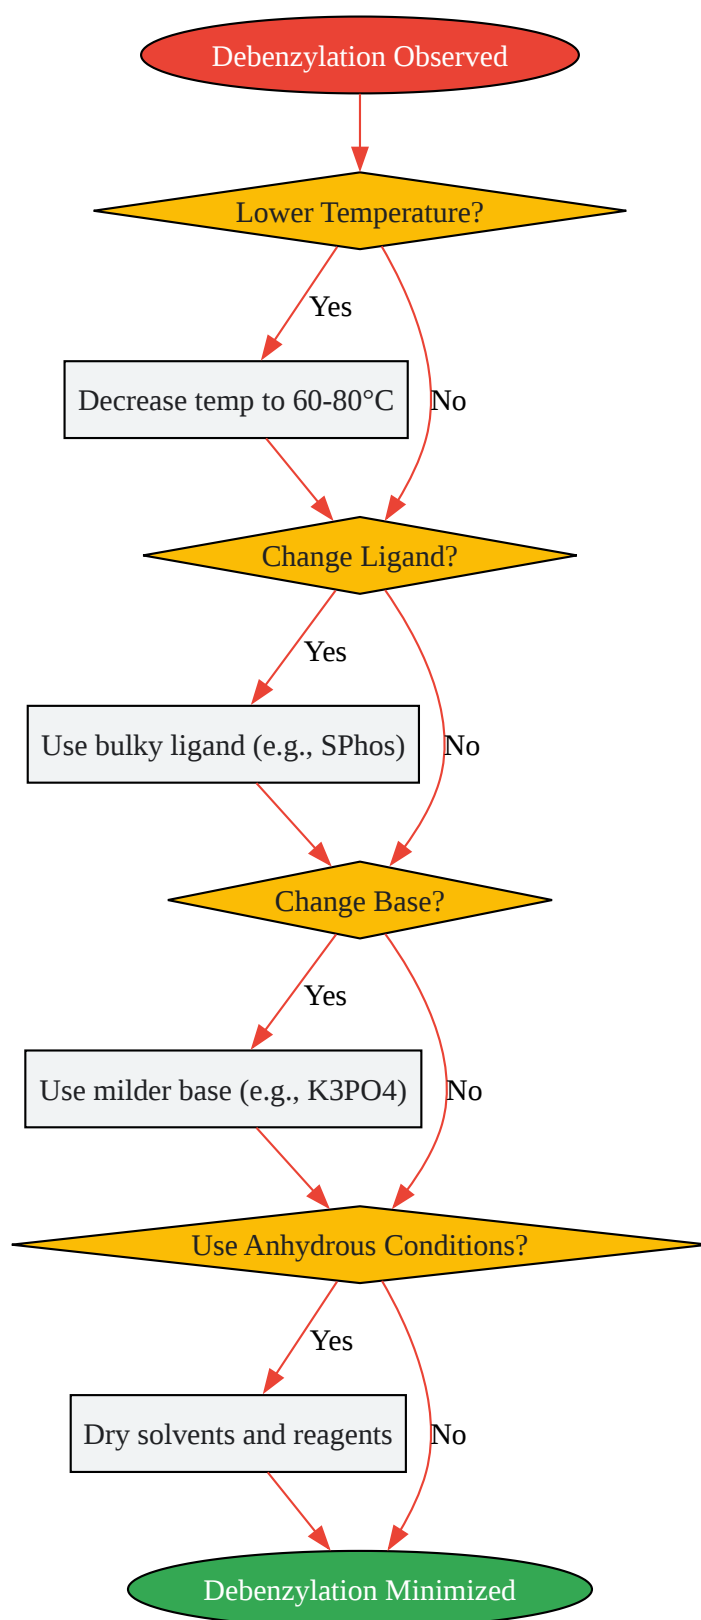 Debenzylation Observed
Lower Temperature?
Yes
Decrease temp to 60-80°C
No
Change Ligand?
Yes
Use bulky ligand (e.g., SPhos)
No
Change Base?
Yes
Use milder base (e.g., K3PO4)
No
Use Anhydrous Conditions?
Yes
Dry solvents and reagents
No
Debenzylation Minimized